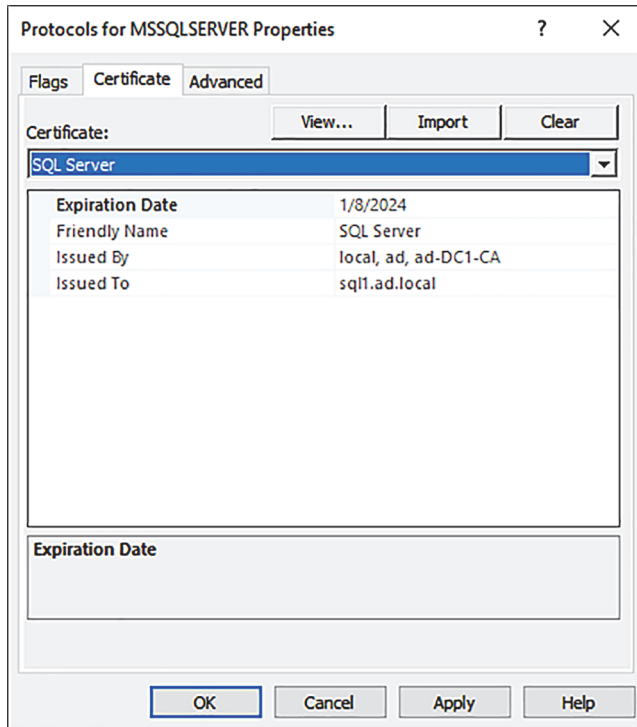 Protocols for MSSQLSERVER Properties ? X
Flags Certificate Advanced
View... Import Clear
Certificate:
SQL Server
Expiration Date 1/8/2024
Friendly Name SQL Server
Issued By local, ad, ad-DC1-CA
Issued To sql1.ad.local
Expiration Date
OK Cancel Apply Help